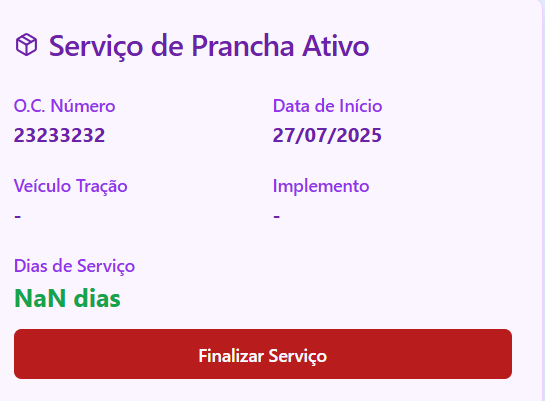 Serviço de Prancha Ativo
O.C. Número
Data de Início
23233232
27/07/2025
Veículo Tração
Implemento
-
-
Dias de Serviço
NaN dias
Finalizar Serviço